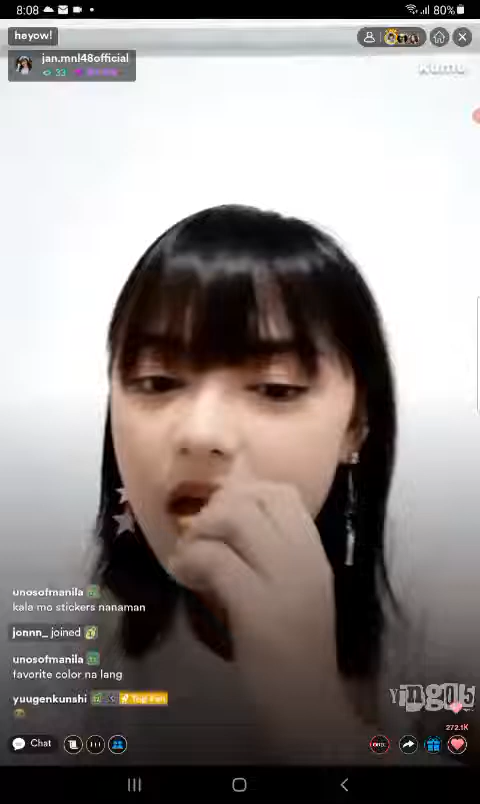 8:08
80%
heyow!
jan.mnl48official
33
kumu
unosofmanila
kala mo stickers nanaman
jonnn_ joined
unosofmanila
favorite color na lang
yuugenkunshi Top Fan
Yingol5
272.1K
Chat